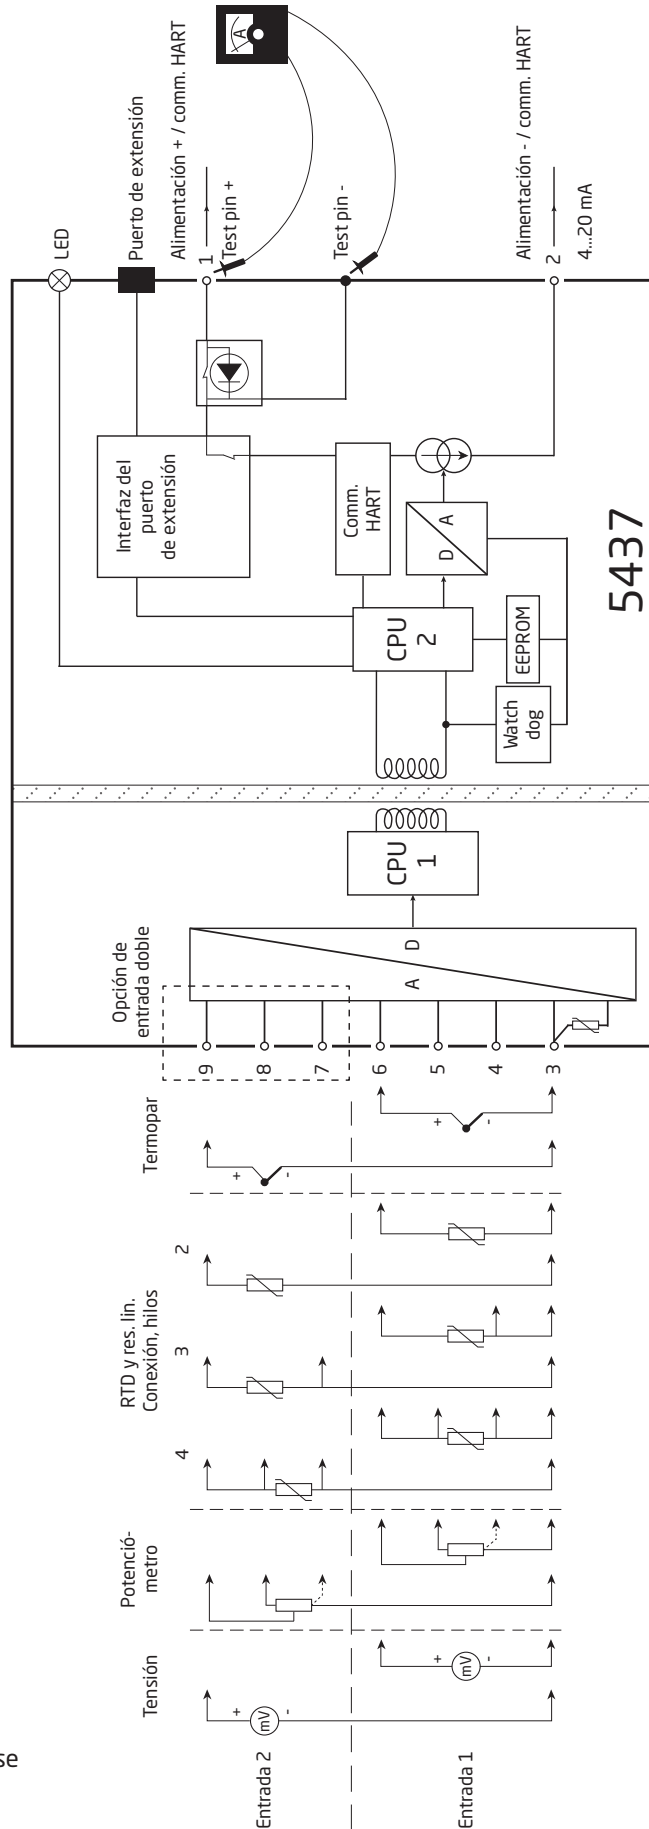 se
Entrada 2
Entrada 1
Tensión
+
mV
-
+
mV
-
Potenció-
metro
RTD y res. lin.
Conexión, hilos
4
3
2
Termopar
+
-
+
-
Opción de
entrada doble
9
8
7
6
5
4
3
A
D
CPU
1
CPU
2
Watch
dog
EEPROM
D
A
Comm.
HART
Interfaz del
puerto
de extensión
5437
LED
Puerto de extensión
Alimentación + / comm. HART
1
Test pin +
Test pin -
A
Alimentación - / comm. HART
2
4...20 mA